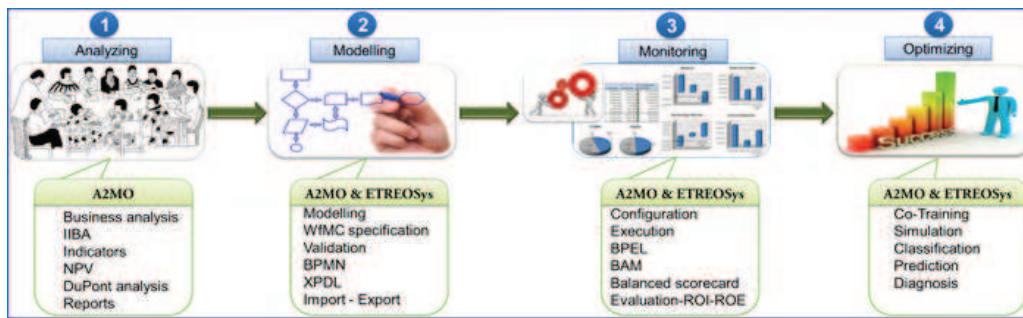 1
Analyzing
2
Modelling
3
Monitoring
4
Optimizing
Success
A2MO
Business analysis
IIBA
Indicators
NPV
DuPont analysis
Reports
A2MO & ETREOSys
Modelling
WfMC specification
Validation
BPMN
XPDL
Import - Export
A2MO & ETREOSys
Configuration
Execution
BPEL
BAM
Balanced scorecard
Evaluation-ROI-ROE
A2MO & ETREOSys
Co-Training
Simulation
Classification
Prediction
Diagnosis